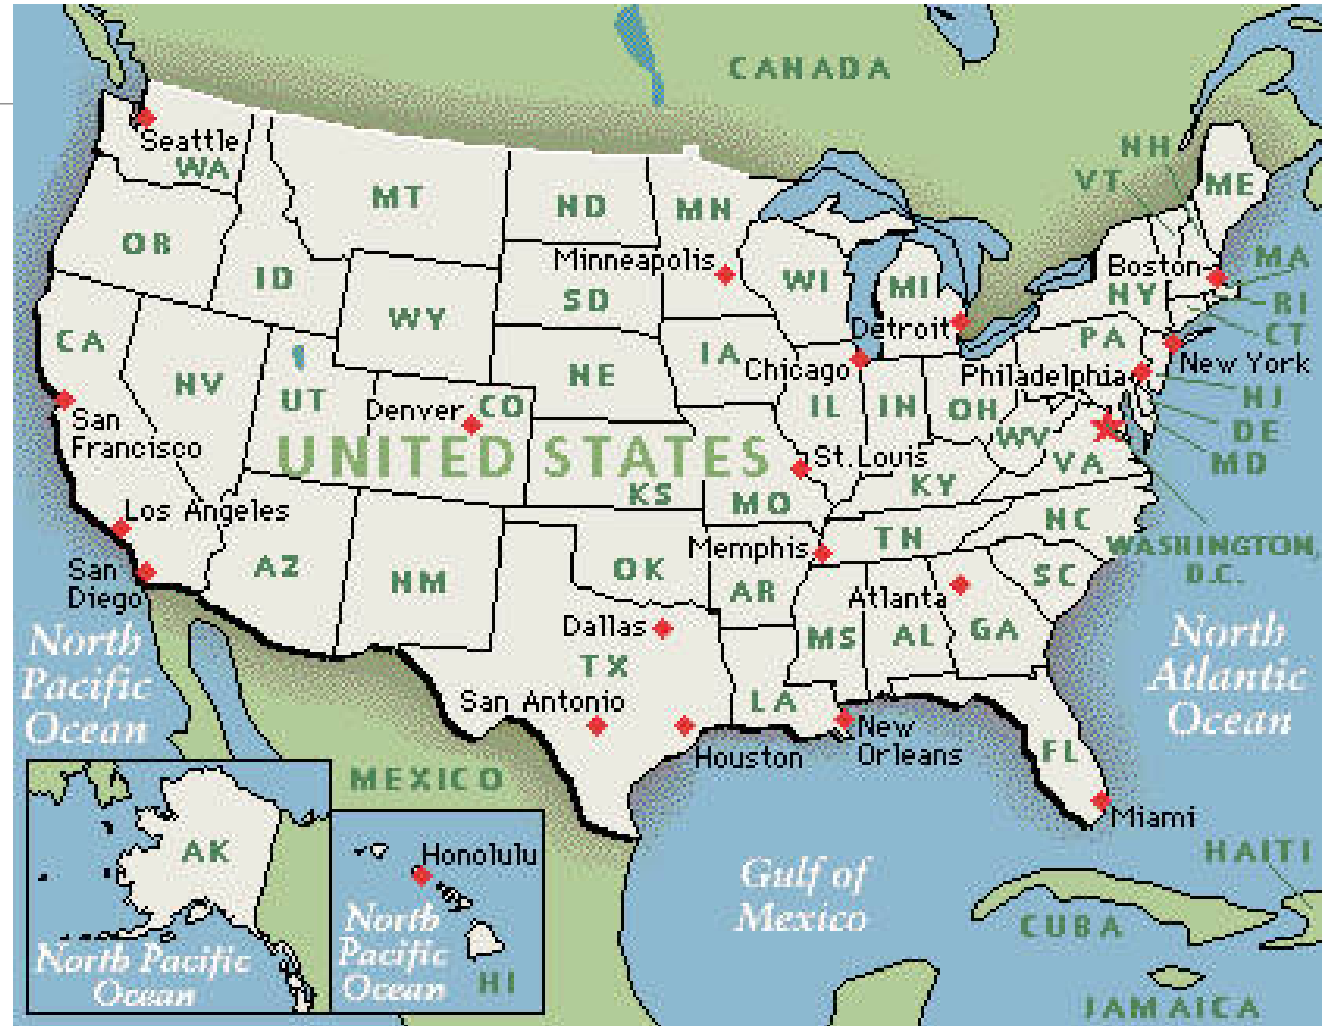 CANADA
NH
Seattle
WA
VT
ME
MT
ND
MN
OR
Minneapolis
Boston
MA
ID
SD
WI
MI
NY
RI
WY
Detroit
CT
CA
IA
Chicago
PA
New York
NV
UT
NE
Philadelphia
NJ
Denver
CO
IL
IN
OH
DE
San
Francisco
WV
MD
UNITED STATES
St. Louis
VA
KS
MO
KY
Los Angeles
NC
Memphis
TN
WASHINGTON,
D.C.
San
Diego
AZ
NM
OK
AR
Atlanta
SC
Dallas
MS
AL
GA
North
Pacific
Ocean
TX
North
Atlantic
Ocean
San Antonio
LA
New
Orleans
Houston
FL
MEXICO
Miami
AK
Honolulu
HAITI
Gulf of
Mexico
North
Pacific
Ocean
CUBA
North Pacific
Ocean
HI
JAMAICA